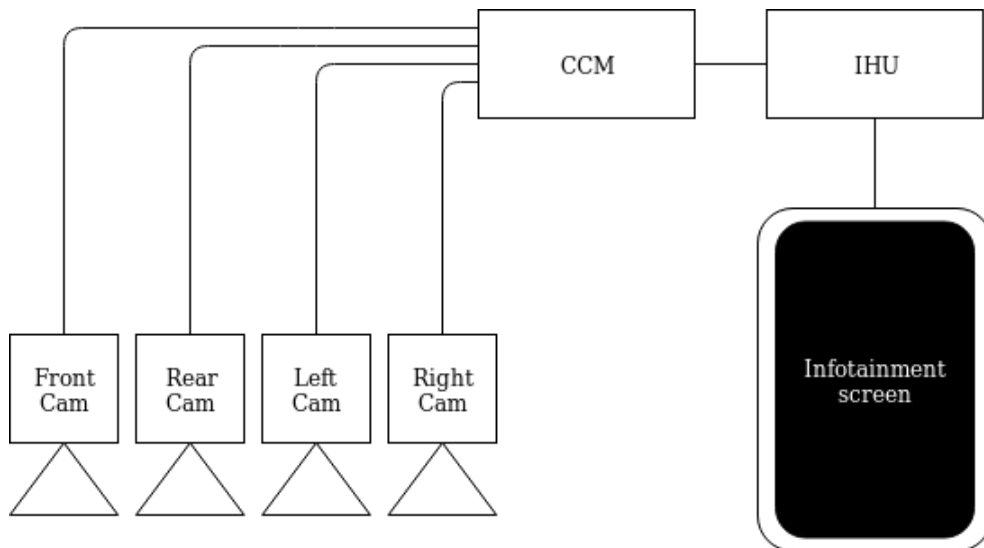 CCM
IHU
Front
Cam
Rear
Cam
Left
Cam
Right
Cam
Infotainment
screen